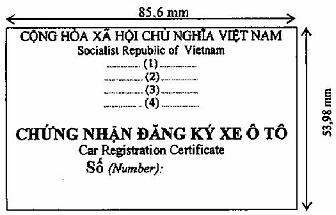 85.6 mm
CỘNG HÒA XÃ HỘI CHỦ NGHĨA VIỆT NAM
Socialist Republic of Vietnam
.......... (1) ..........
.......... (2) ..........
.......... (3) ..........
.......... (4) ..........
CHỨNG NHẬN ĐĂNG KÝ XE Ô TÔ
Car Registration Certificate
Số (Number):
53,98 mm